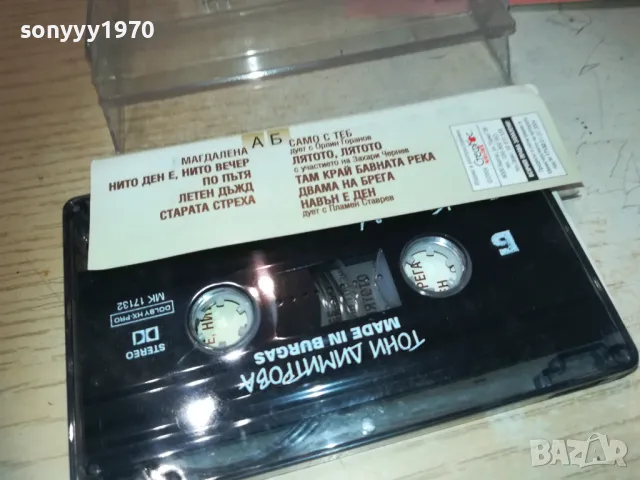 sonyyy1970
А Б
МАГДАЛЕНА
НИТО ДЕН Е, НИТО ВЕЧЕР
ПО ПЪТЯ
ЛЕТЕН ДЪЖД
СТАРАТА СТРЕХА
САМО С ТЕБ
дует с Орлин Горанов
ЛЯТОТО, ЛЯТОТО
с участието на Захари Чернев
ТАМ КРАЙ БАВНАТА РЕКА
ДВАМА НА БРЕГА
НАВЪН Е ДЕН
дует с Пламен Ставрев
Б
ТОНИ ДИМИТРОВА
MADE IN BURGAS
STEREO
DOLBY HX-PRO
MK 17132
BAZAR
bg